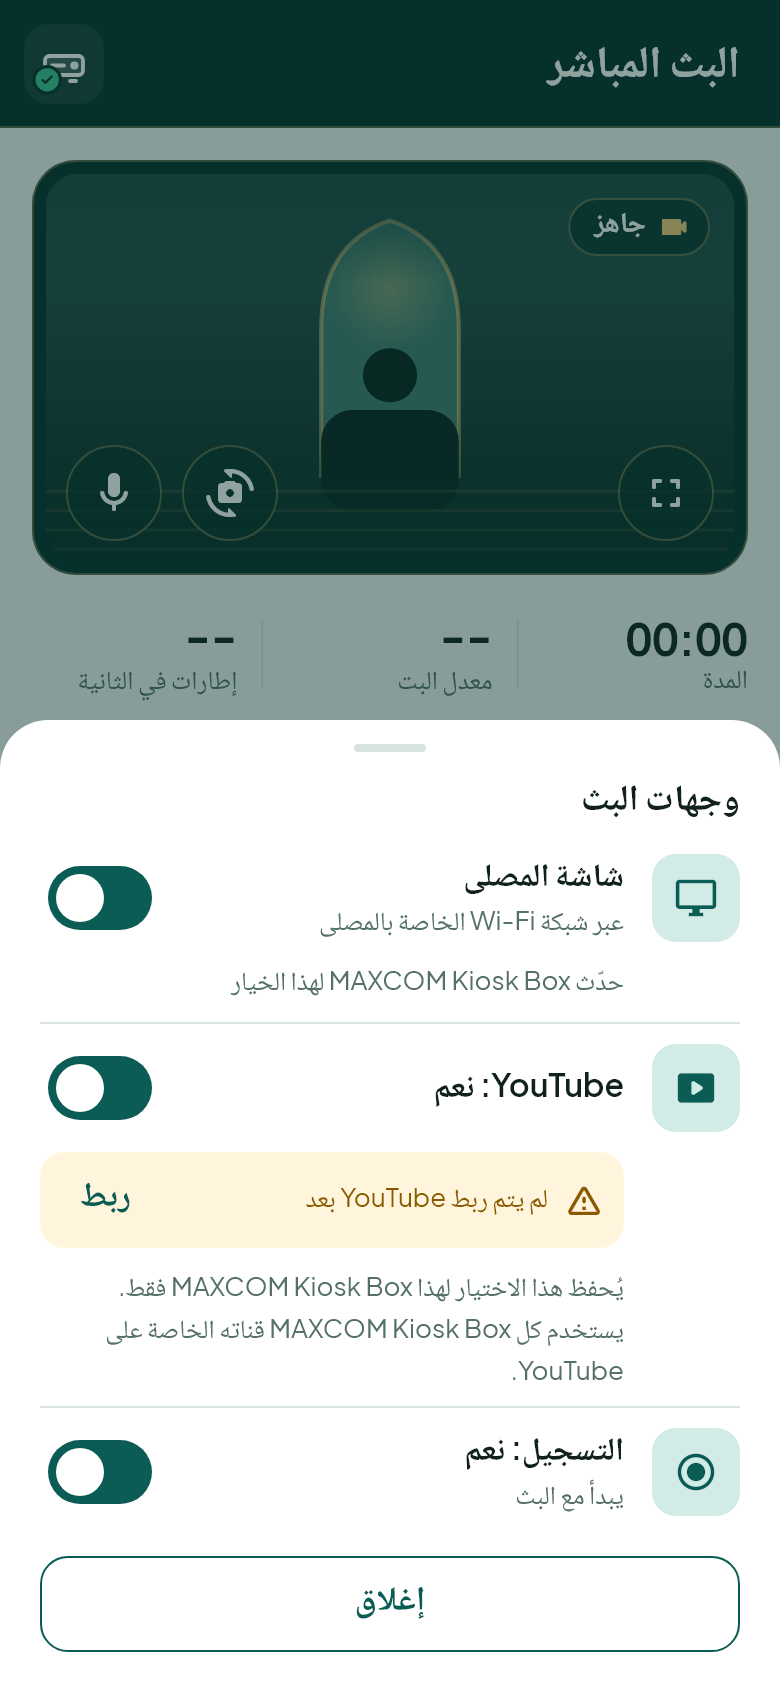 البث المباشر
جاهز
00:00
المدة
--
معدل البث
--
إطارات في الثانية
وجهات البث
شاشة المصلى
عبر شبكة Wi-Fi الخاصة بالمصلى
حدّث MAXCOM Kiosk Box لهذا الخيار
YouTube: نعم
لم يتم ربط YouTube بعد
ربط
يُحفظ هذا الاختيار لهذا MAXCOM Kiosk Box فقط.
يستخدم كل MAXCOM Kiosk Box قناته الخاصة على
YouTube.
التسجيل: نعم
يبدأ مع البث
إغلاق